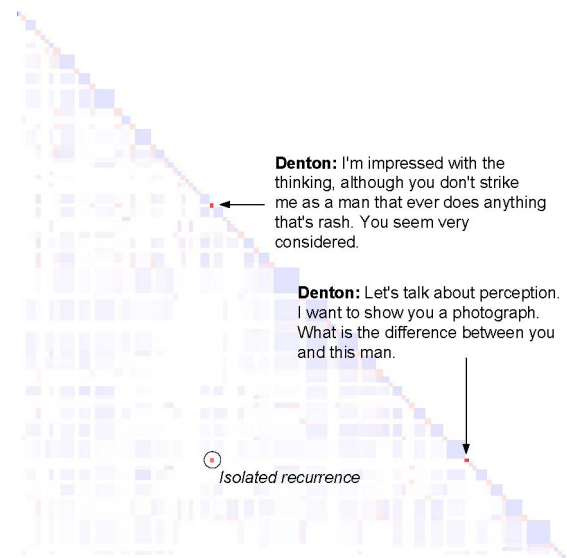 Denton: I'm impressed with the
thinking, although you don't strike
me as a man that ever does anything
that's rash. You seem very
considered.
Denton: Let's talk about perception.
I want to show you a photograph.
What is the difference between you
and this man.
Isolated recurrence